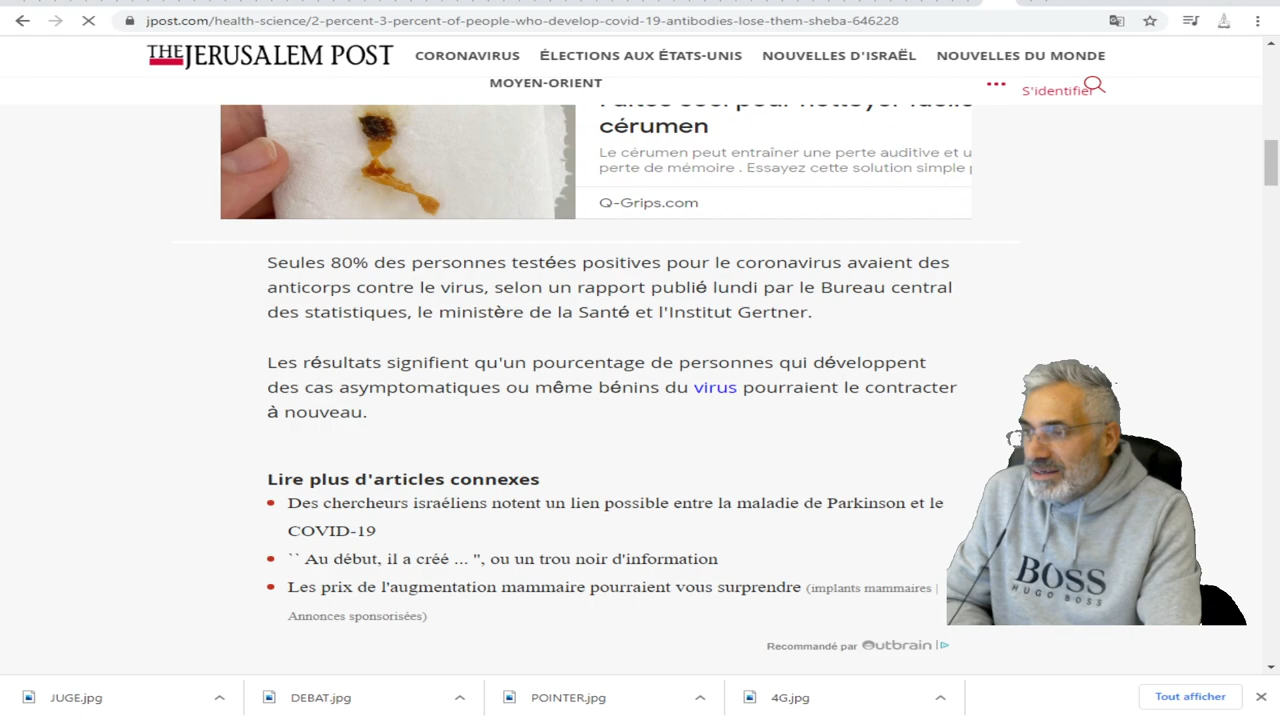 jpost.com/health-science/2-percent-3-percent-of-people-who-develop-covid-19-antibodies-lose-them-sheba-646228
THE JERUSALEM POST
CORONAVIRUS ÉLECTIONS AUX ÉTATS-UNIS NOUVELLES D'ISRAËL NOUVELLES DU MONDE
MOYEN-ORIENT
S'identifier
cérumen
Le cérumen peut entraîner une perte auditive et u
perte de mémoire . Essayez cette solution simple
Q-Grips.com
Seules 80% des personnes testées positives pour le coronavirus avaient des
anticorps contre le virus, selon un rapport publié lundi par le Bureau central
des statistiques, le ministère de la Santé et l'Institut Gertner.
Les résultats signifient qu'un pourcentage de personnes qui développent
des cas asymptomatiques ou même bénins du virus pourraient le contracter
à nouveau.
Lire plus d'articles connexes
Des chercheurs israéliens notent un lien possible entre la maladie de Parkinson et le
COVID-19
`` Au début, il a créé ... '', ou un trou noir d'information
Les prix de l'augmentation mammaire pourraient vous surprendre (implants mammaires |
Annonces sponsorisées)
Recommandé par Outbrain
BOSS
HUGO BOSS
JUGE.jpg
DEBAT.jpg
POINTER.jpg
4G.jpg
Tout afficher